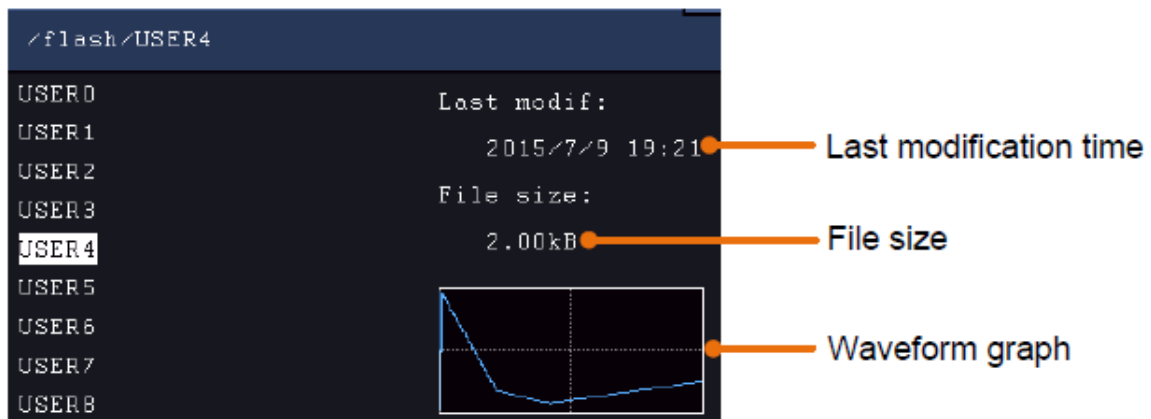 /flash/USER4
USER0
USER1
USER2
USER3
USER4
USER5
USER6
USER7
USER8
Last modif:
2015/7/9 19:21
File size:
2.00kB
Last modification time
File size
Waveform graph